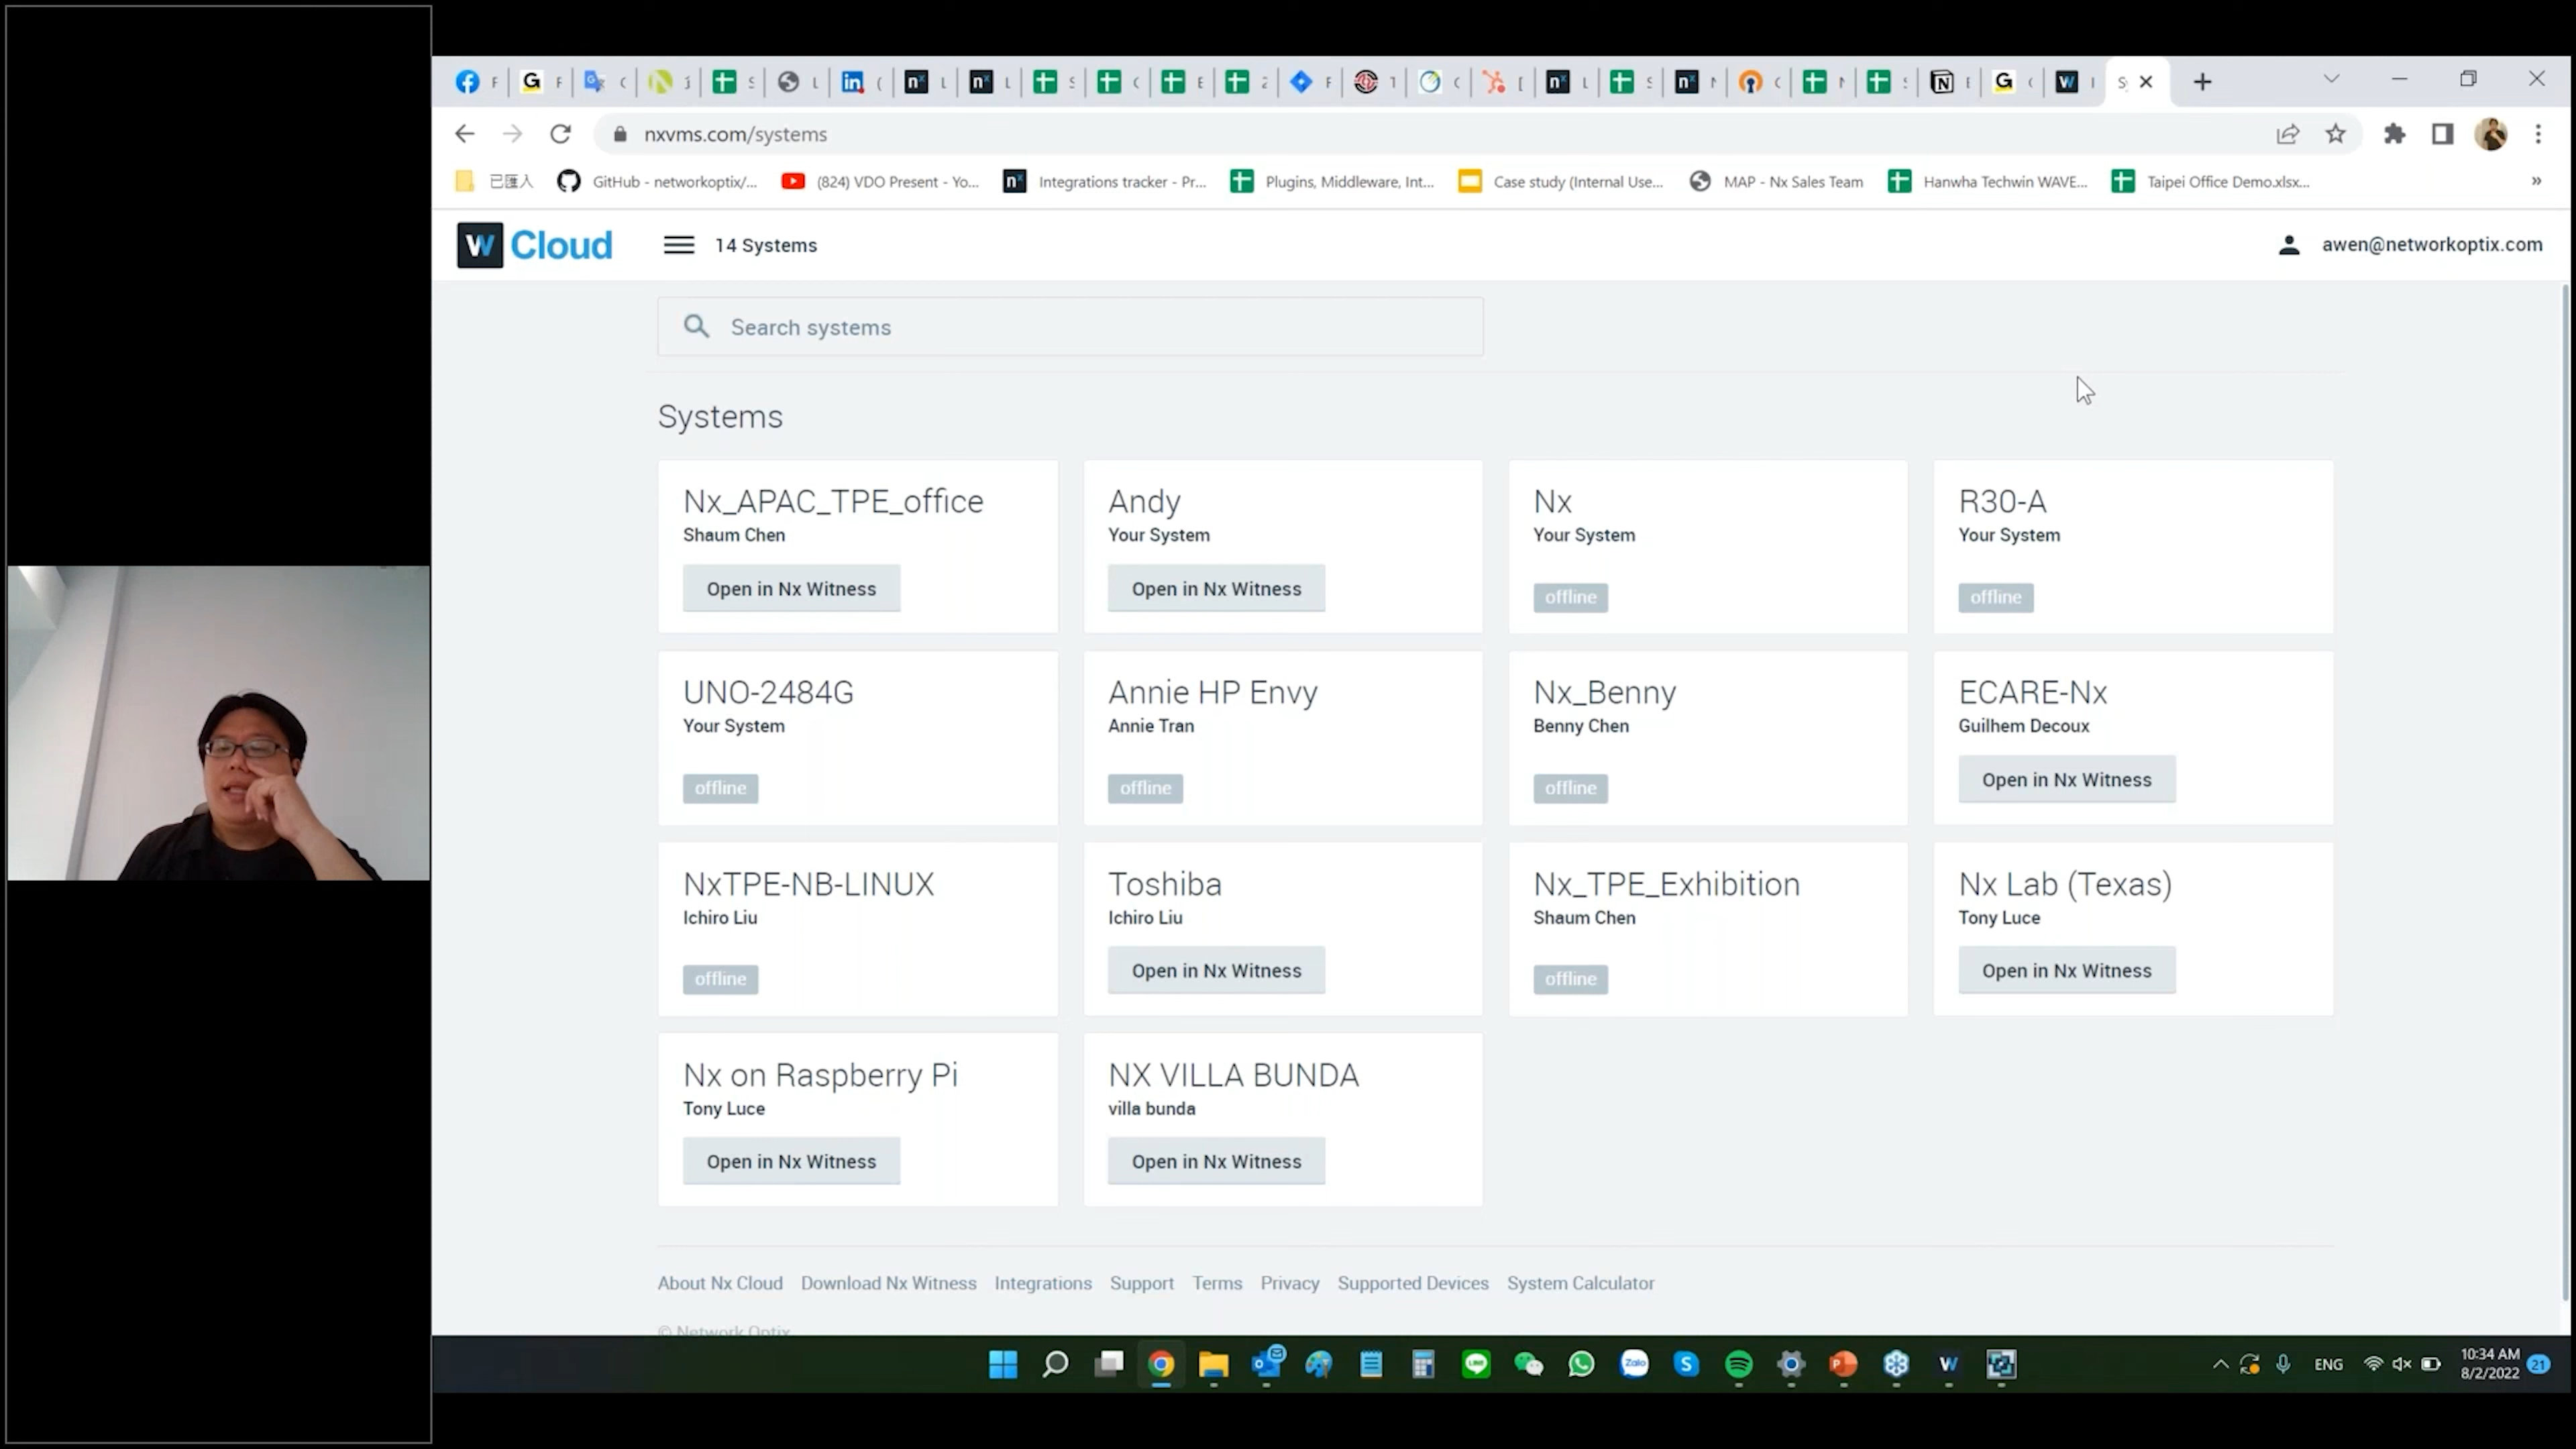 nxvms.com/systems
已匯入
GitHub - networkoptix/...
(824) VDO Present - Yo...
Integrations tracker - Pr...
Plugins, Middleware, Int...
Case study (Internal Use...
MAP - Nx Sales Team
Hanwha Techwin WAVE...
Taipei Office Demo.xlsx...
»
W Cloud
14 Systems
awen@networkoptix.com
Search systems
Systems
Nx_APAC_TPE_office
Shaum Chen
Open in Nx Witness
Andy
Your System
Open in Nx Witness
Nx
Your System
offline
R30-A
Your System
offline
UNO-2484G
Your System
offline
Annie HP Envy
Annie Tran
offline
Nx_Benny
Benny Chen
offline
ECARE-Nx
Guilhem Decoux
Open in Nx Witness
NxTPE-NB-LINUX
Ichiro Liu
offline
Toshiba
Ichiro Liu
Open in Nx Witness
Nx_TPE_Exhibition
Shaum Chen
offline
Nx Lab (Texas)
Tony Luce
Open in Nx Witness
Nx on Raspberry Pi
Tony Luce
Open in Nx Witness
NX VILLA BUNDA
villa bunda
Open in Nx Witness
About Nx Cloud Download Nx Witness Integrations Support Terms Privacy Supported Devices System Calculator
© Network Optix
ENG
10:34 AM
8/2/2022
21